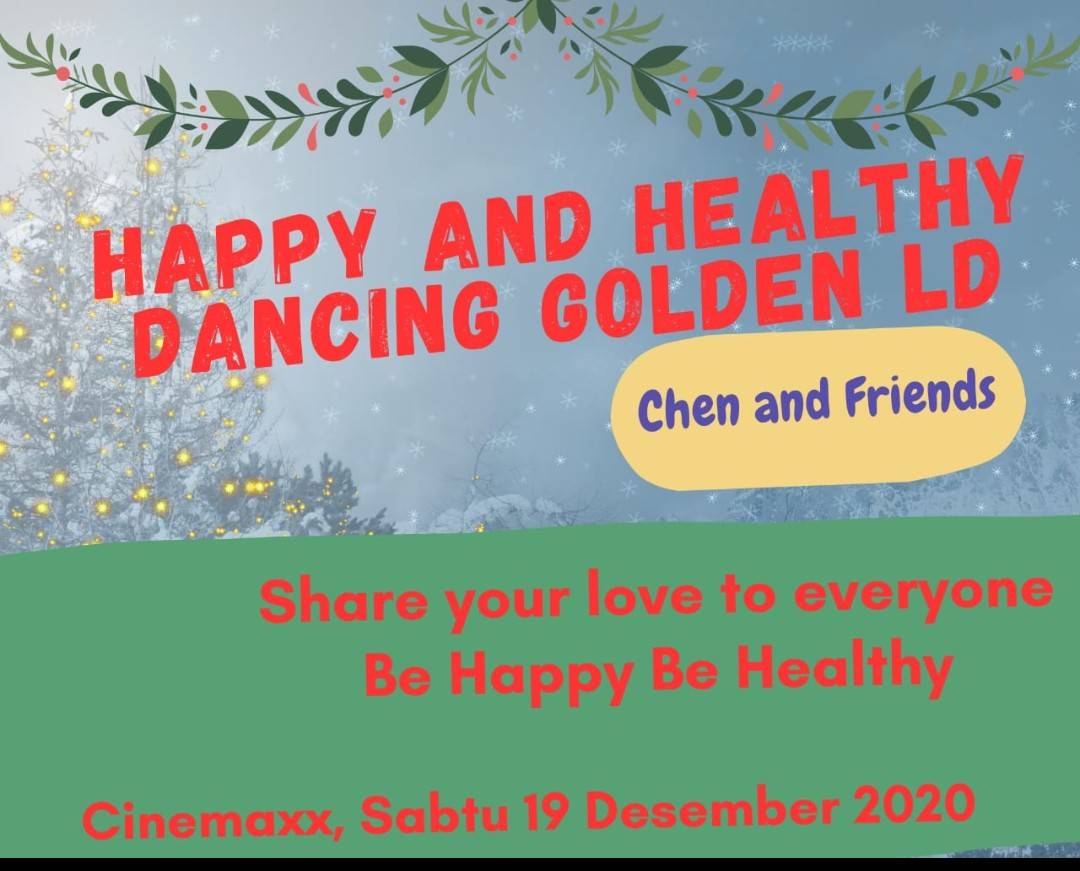 HAPPY AND HEALTHY
DANCING GOLDEN LD
Chen and Friends
Share your love to everyone
Be Happy Be Healthy
Cinemaxx, Sabtu 19 Desember 2020